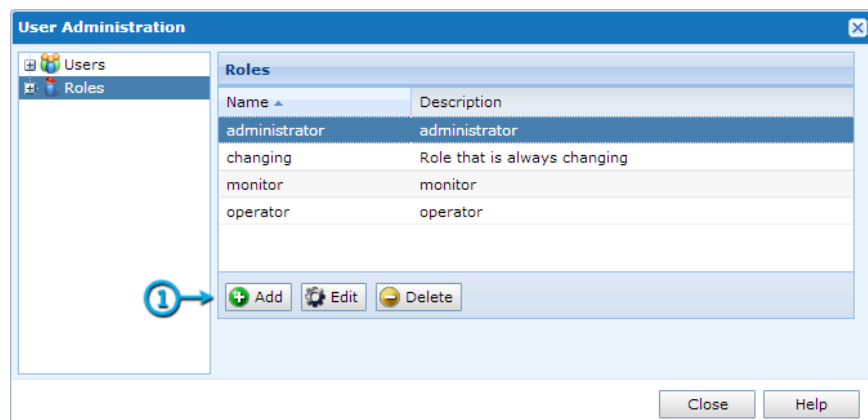 User Administration
Users
Roles
Roles
Name Description
administrator administrator
changing Role that is always changing
monitor monitor
operator operator
1 Add Edit Delete
Close Help